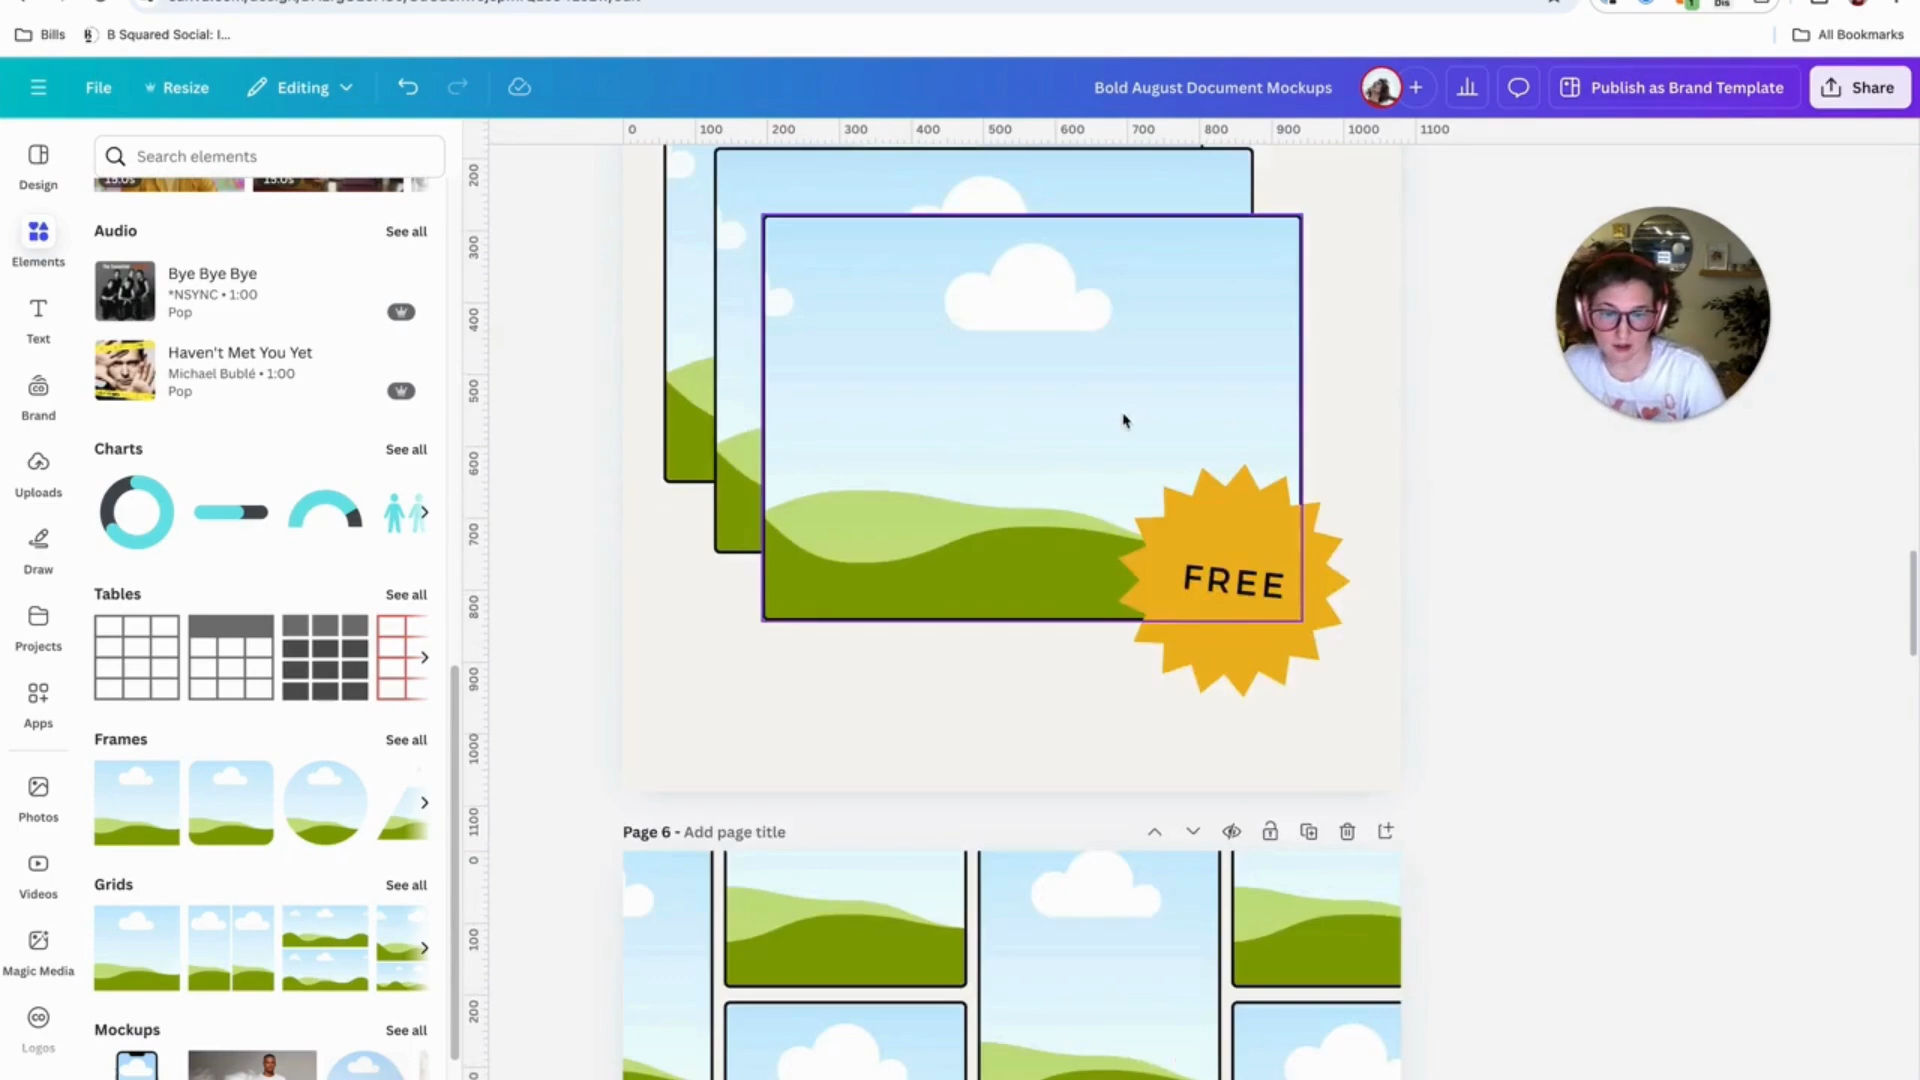 Bills
B Squared Social: I...
All Bookmarks
File
Resize
Editing
Bold August Document Mockups
Publish as Brand Template
Share
Design
Elements
Text
Brand
Uploads
Draw
Projects
Apps
Photos
Videos
Magic Media
Logos
Search elements
15.0s
15.0s
Audio
See all
Bye Bye Bye
*NSYNC • 1:00
Pop
Haven't Met You Yet
Michael Bublé • 1:00
Pop
Charts
See all
Tables
See all
Frames
See all
Grids
See all
Mockups
See all
0 100 200 300 400 500 600 700 800 900 1000 1100
200
300
400
500
600
700
800
900
1000
1100
0
100
200
FREE
Page 6 - Add page title